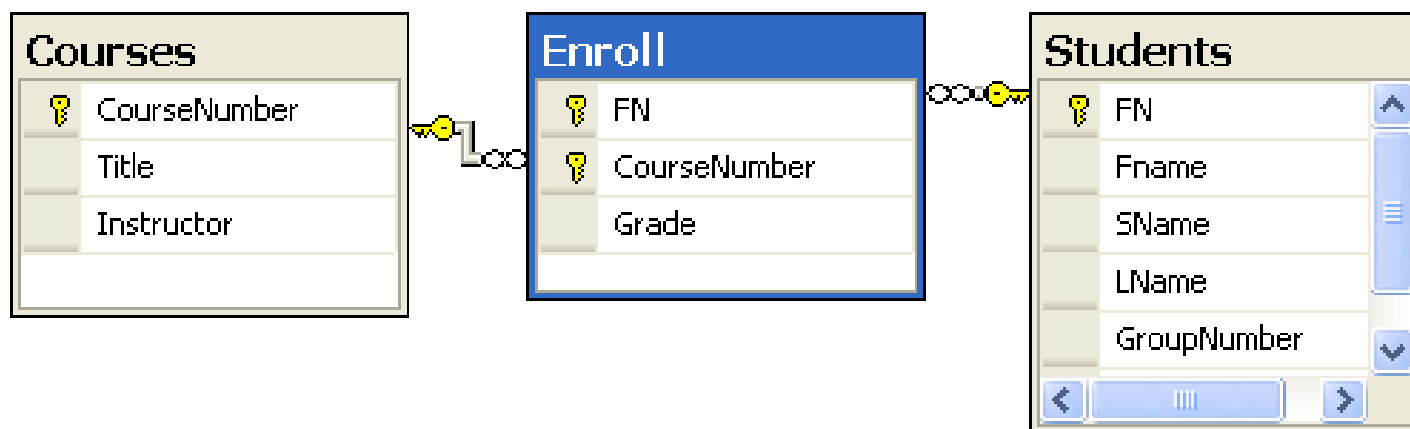 Courses
CourseNumber
Title
Instructor
Enroll
FN
CourseNumber
Grade
Students
FN
Fname
SName
LName
GroupNumber